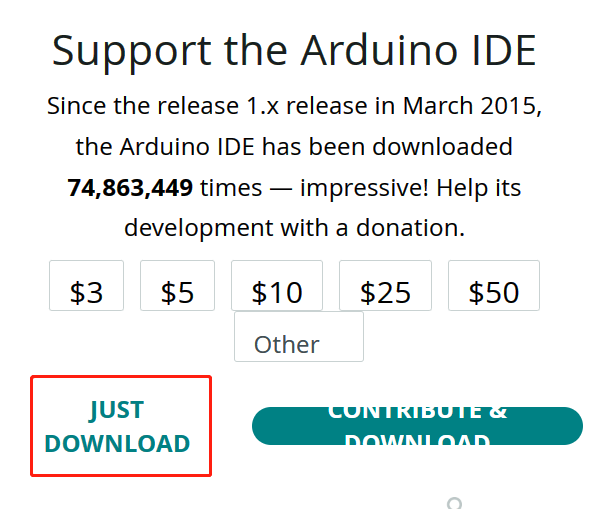 Support the Arduino IDE
Since the release 1.x release in March 2015,
the Arduino IDE has been downloaded
74,863,449 times — impressive! Help its
development with a donation.
$3 $5 $10 $25 $50
Other
JUST
DOWNLOAD
CONTRIBUTE &
DOWNLOAD